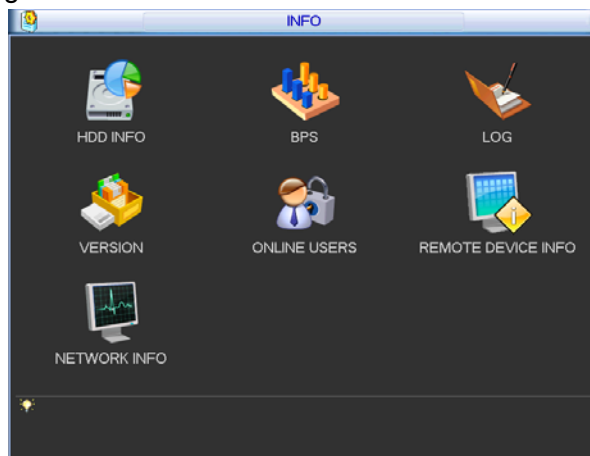 INFO
HDD INFO BPS LOG
VERSION ONLINE USERS REMOTE DEVICE INFO
NETWORK INFO